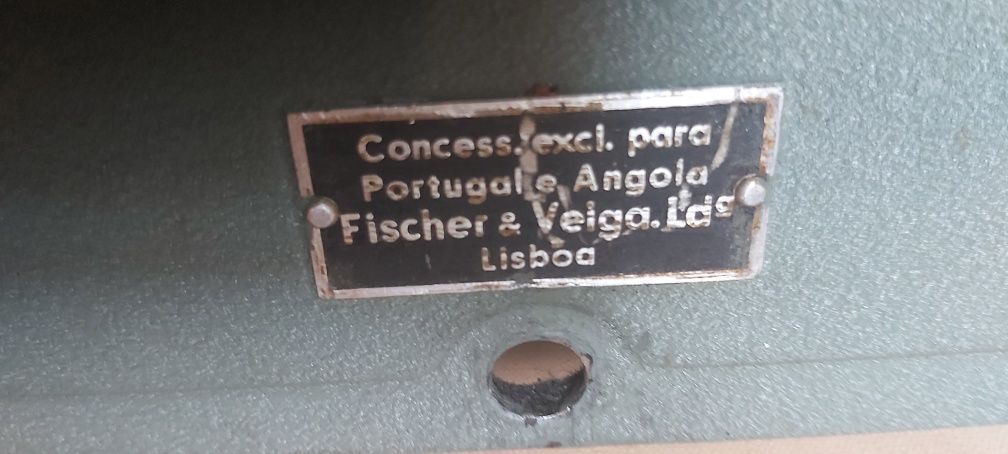 Concess. excl. para
Portugal e Angola
Fischer & Veiga. Ldª
Lisboa